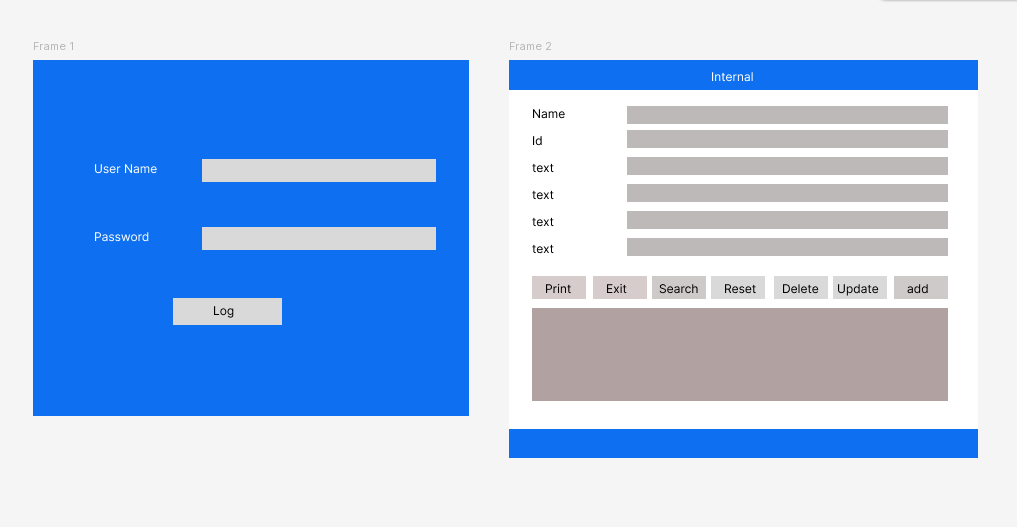 Frame 1
User Name
Password
Log
Frame 2
Internal
Name
Id
text
text
text
text
Print Exit Search Reset Delete Update add